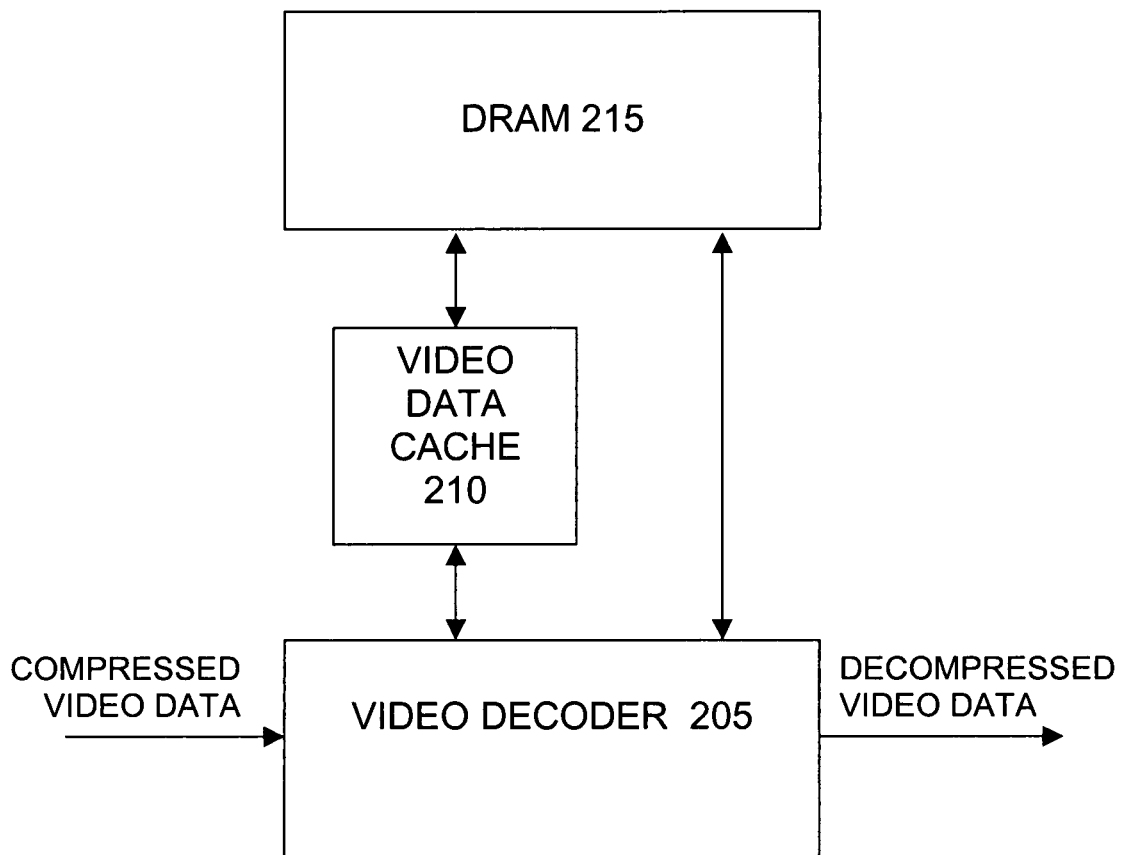 DRAM 215
VIDEO
DATA
CACHE
210
COMPRESSED
VIDEO DATA
VIDEO DECODER 205
DECOMPRESSED
VIDEO DATA